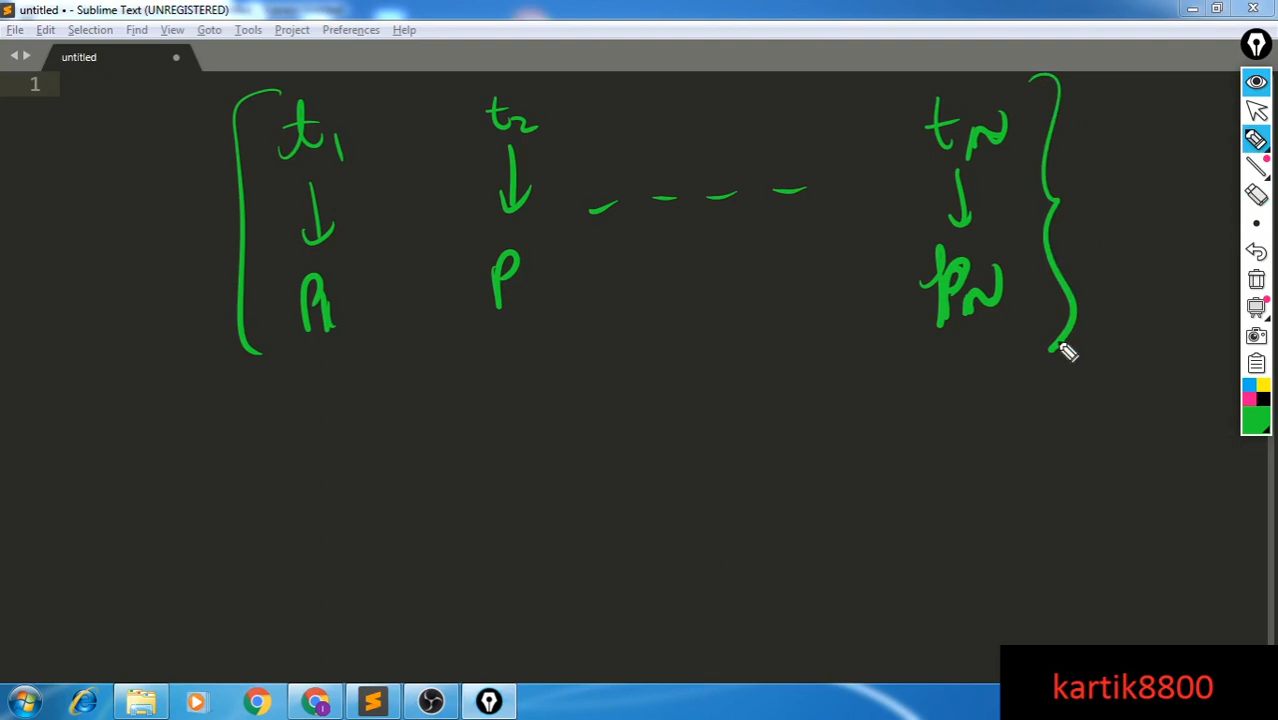 untitled • - Sublime Text (UNREGISTERED)
File Edit Selection Find View Goto Tools Project Preferences Help
untitled
1
t1 t2 - - - - tN
P1 P PN
kartik8800